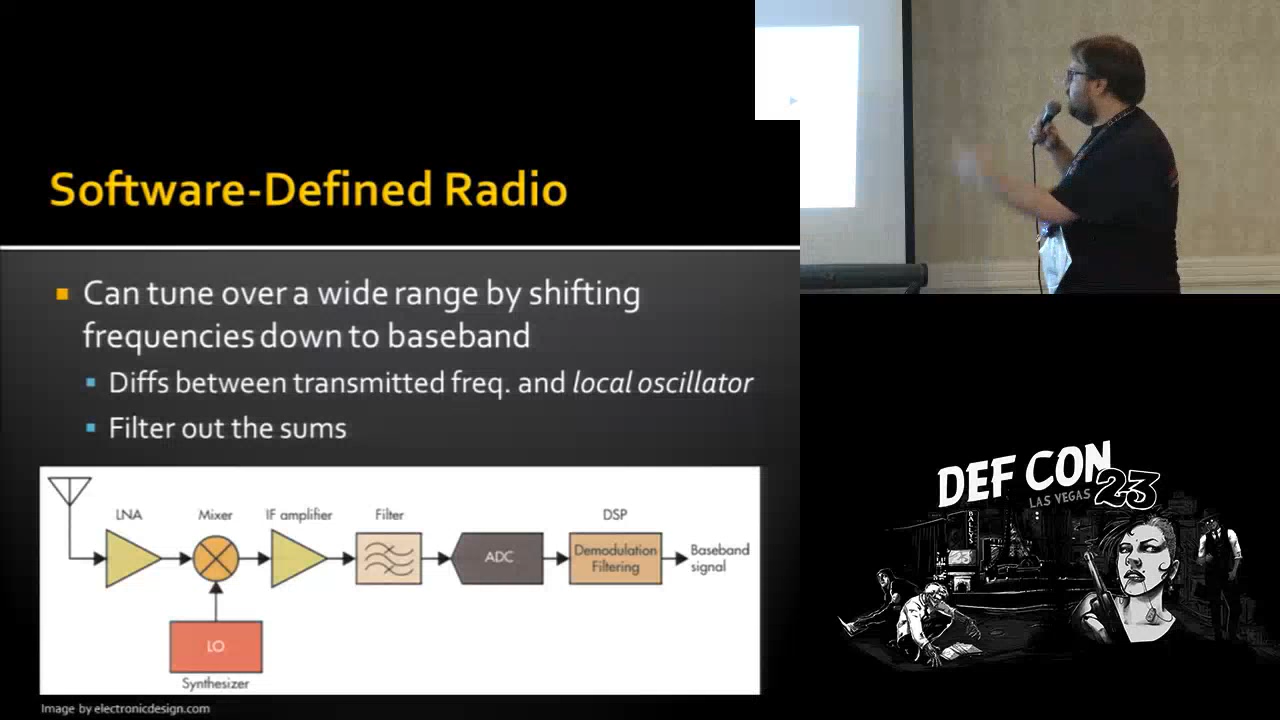 Software-Defined Radio
Can tune over a wide range by shifting
frequencies down to baseband
Diffs between transmitted freq. and local oscillator
Filter out the sums
LNA
Mixer
IF amplifier
Filter
DSP
ADC
Demodulation
Filtering
Baseband
signal
LO
Synthesizer
Image by electronicdesign.com
DEF CON
LAS VEGAS 23